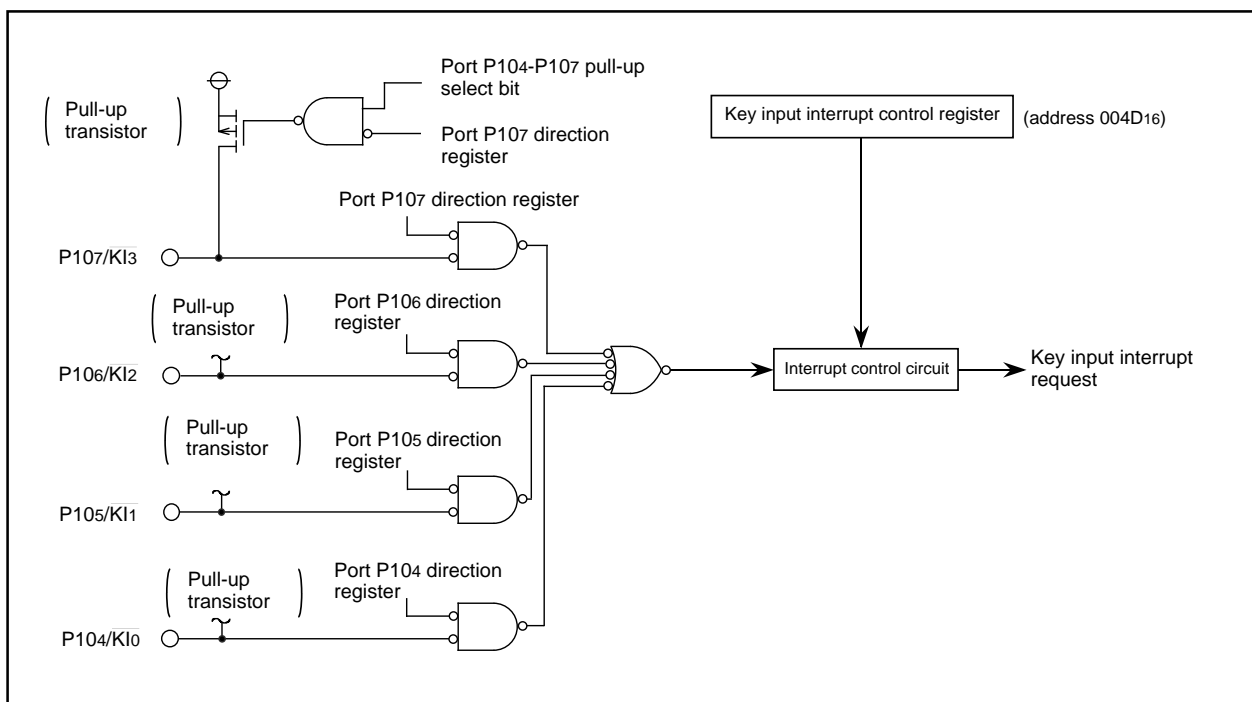 Port P104-P107 pull-up
select bit
( Pull-up
transistor )
Port P107 direction
register
Key input interrupt control register
(address 004D16)
Port P107 direction register
P107/KI3
( Pull-up
transistor )
Port P106 direction
register
P106/KI2
Interrupt control circuit
Key input interrupt
request
( Pull-up
transistor )
Port P105 direction
register
P105/KI1
( Pull-up
transistor )
Port P104 direction
register
P104/KI0